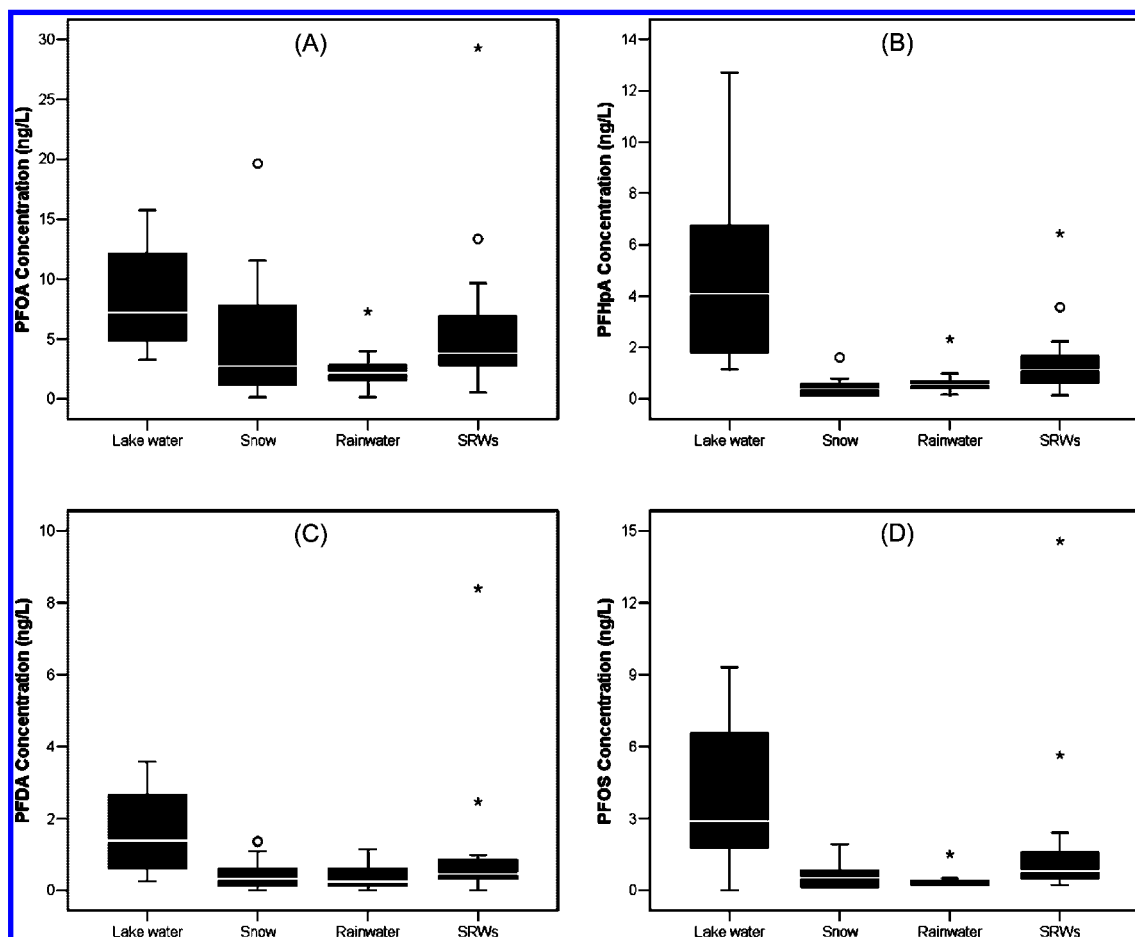 (A)
PFOA Concentration (ng/L)
30
25
20
15
10
5
0
Lake water Snow Rainwater SRWs
(B)
PFHpA Concentration (ng/L)
14
12
10
8
6
4
2
0
Lake water Snow Rainwater SRWs
(C)
PFDA Concentration (ng/L)
10
8
6
4
2
0
Lake water Snow Rainwater SRWs
(D)
PFOS Concentration (ng/L)
15
12
9
6
3
0
Lake water Snow Rainwater SRWs